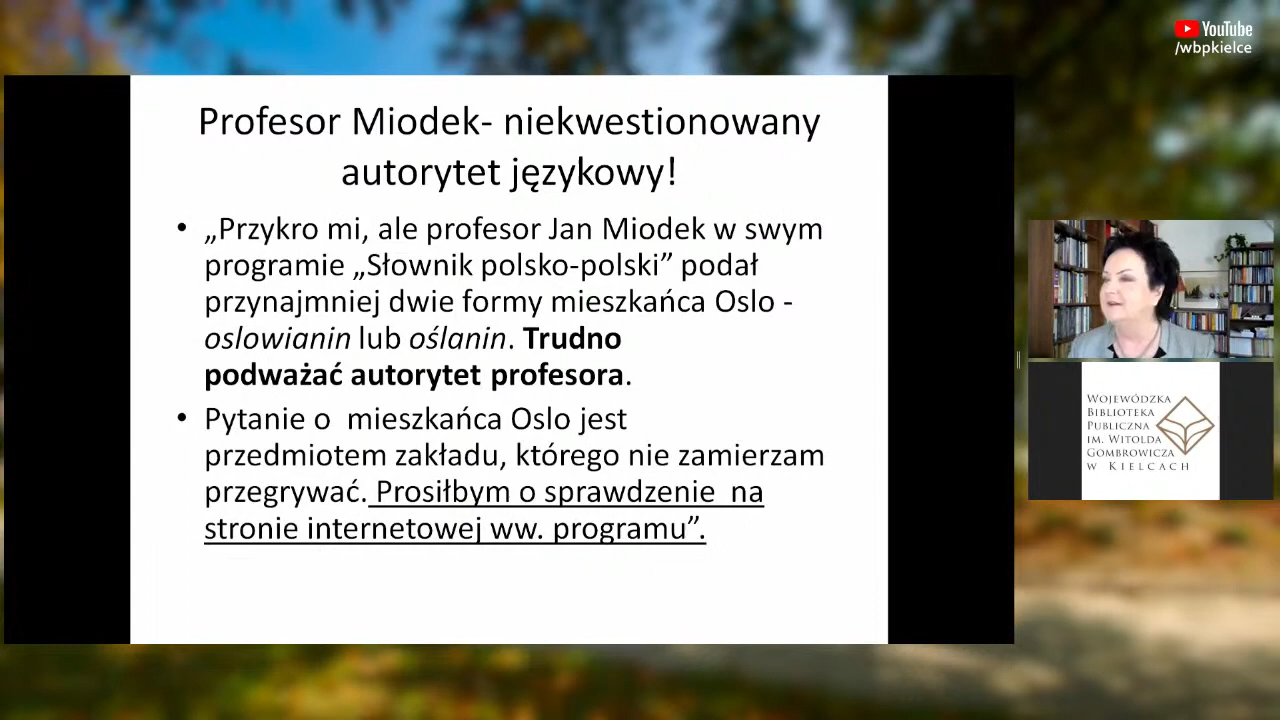 YouTube
/wbpkielce
Profesor Miodek- niekwestionowany
autorytet językowy!
• „Przykro mi, ale profesor Jan Miodek w swym
programie „Słownik polsko-polski” podał
przynajmniej dwie formy mieszkańca Oslo -
oslowianin lub oślanin. Trudno
podważać autorytet profesora.
• Pytanie o  mieszkańca Oslo jest
przedmiotem zakładu, którego nie zamierzam
przegrywać. Prosiłbym o sprawdzenie  na
stronie internetowej ww. programu”.
WOJEWÓDZKA
BIBLIOTEKA
PUBLICZNA
IM. WITOLDA
GOMBROWICZA
W KIELCACH